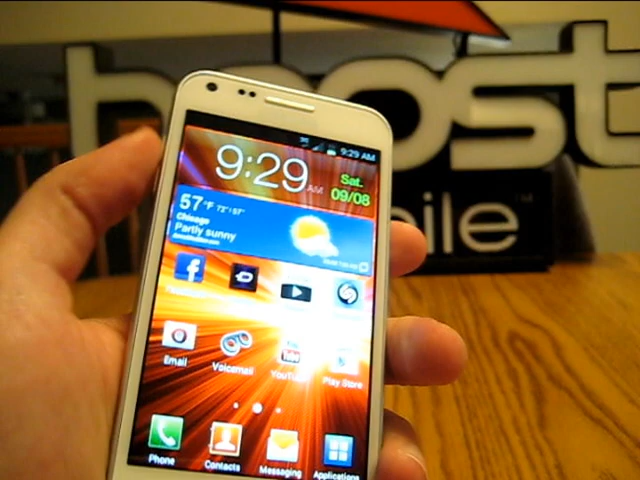 boost
mobile
9:29 AM
9:29 AM
Sat.
09/08
57°F 72°/57°
Chicago
Partly sunny
Email
Voicemail
YouTube
Play Store
Phone
Contacts
Messaging
Applications